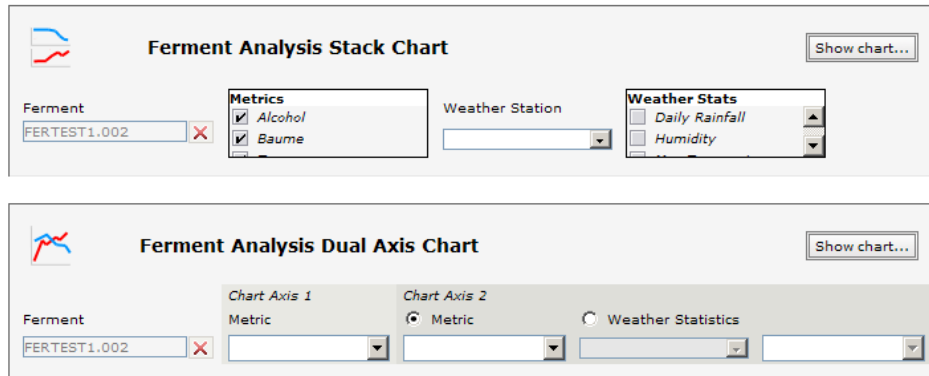 Ferment Analysis Stack Chart
Show chart...
Ferment
Metrics
Weather Station
Weather Stats
Alcohol
Daily Rainfall
FERTEST1.002
Baume
Humidity
Ferment Analysis Dual Axis Chart
Show chart...
Chart Axis 1
Chart Axis 2
Ferment
Metric
Metric
Weather Statistics
FERTEST1.002